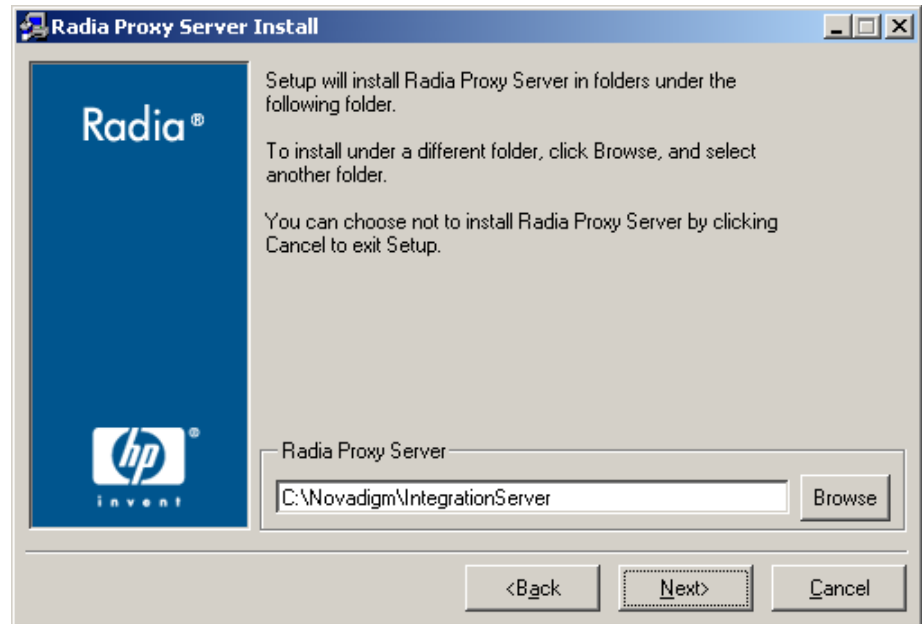 Radia Proxy Server Install
Radia®
Setup will install Radia Proxy Server in folders under the
following folder.
To install under a different folder, click Browse, and select
another folder.
You can choose not to install Radia Proxy Server by clicking
Cancel to exit Setup.
hp®
invent
Radia Proxy Server
C:\Novadigm\IntegrationServer
Browse
<Back
Next>
Cancel